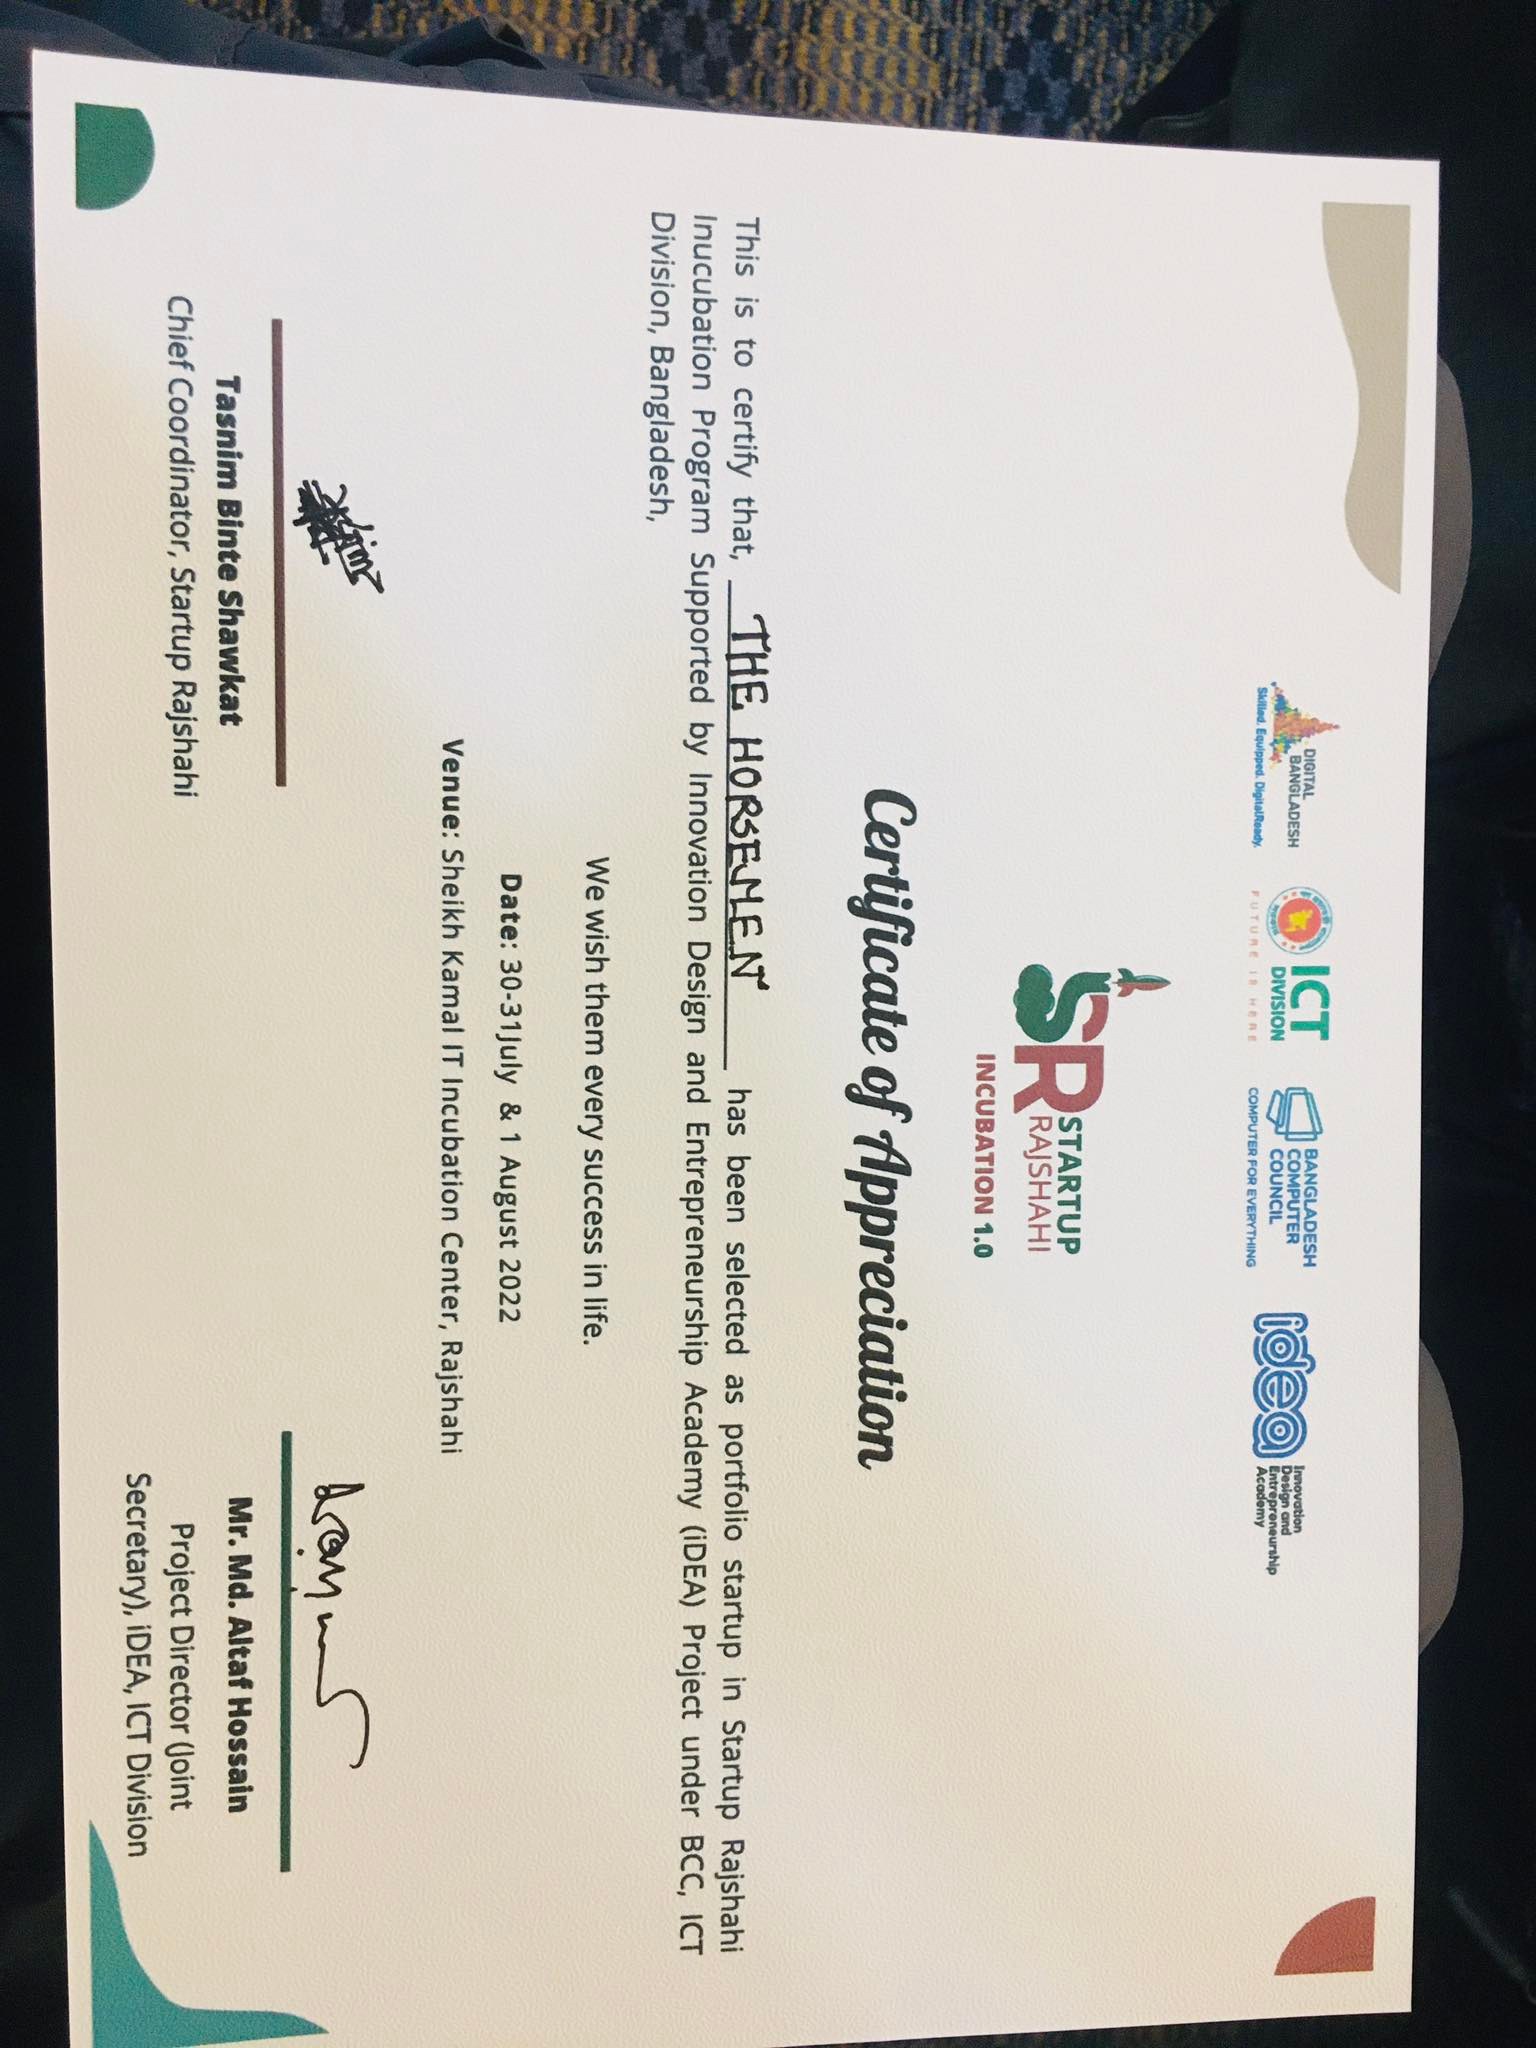 DIGITAL
BANGLADESH
Skilled. Equipped. DigitalReady.
ICT
DIVISION
FUTURE IS HERE
BANGLADESH
COMPUTER
COUNCIL
COMPUTER FOR EVERYTHING
idea
Innovation
Design and
Entrepreneurship
Academy
SR STARTUP
RAJSHAHI
INCUBATION 1.0
Certificate of Appreciation
This is to certify that, THE HORSEMEN has been selected as portfolio startup in Startup Rajshahi
Inucubation Program Supported by Innovation Design and Entrepreneurship Academy (iDEA) Project under BCC, ICT
Division, Bangladesh,
We wish them every success in life.
Date: 30-31July & 1 August 2022
Venue: Sheikh Kamal IT Incubation Center, Rajshahi
Tasnim Binte Shawkat
Chief Coordinator, Startup Rajshahi
Mr. Md. Altaf Hossain
Project Director (Joint
Secretary), iDEA, ICT Division